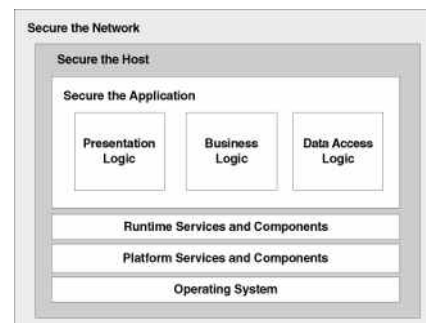 Secure the Network
Secure the Host
Secure the Application
Presentation
Logic
Business
Logic
Data Access
Logic
Runtime Services and Components
Platform Services and Components
Operating System